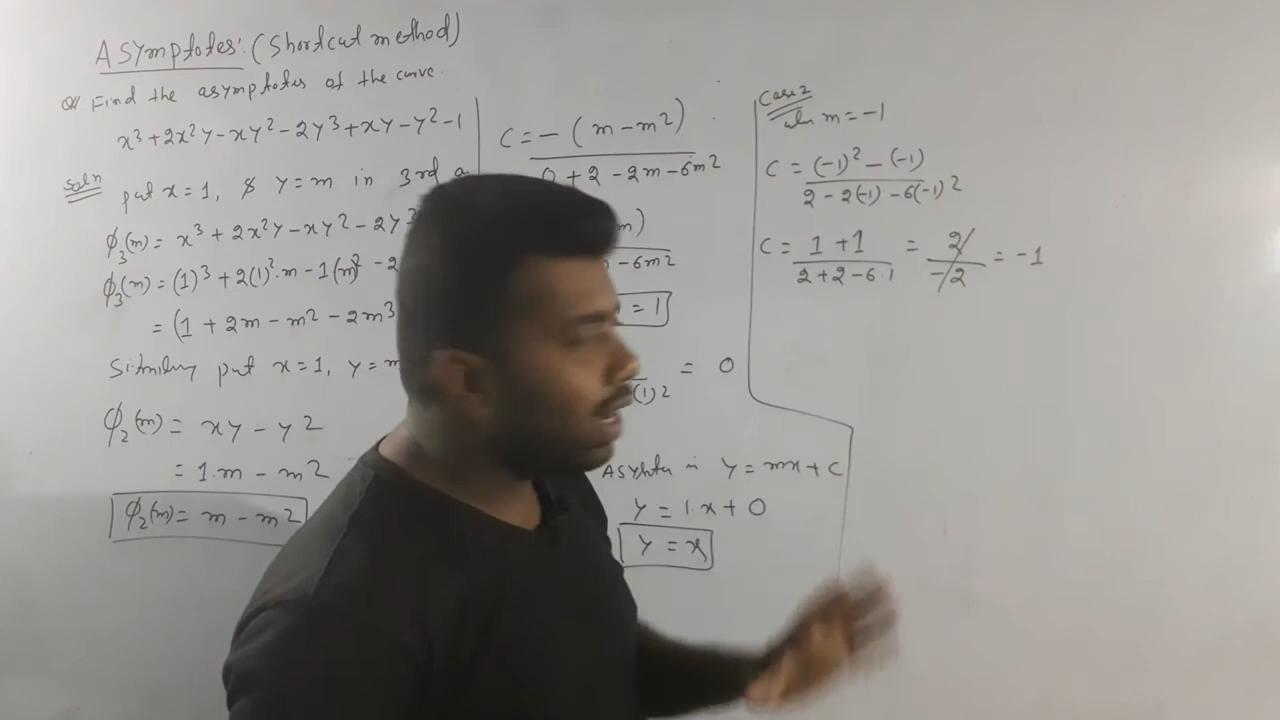 ASymptotes: (Shortcut method)
Q Find the asymptotes of the curve.
x³ + 2x²y - xy² - 2y³ + xy - y² - 1
Soln
put x = 1, & y = m in 3rd
ϕ₃(m) = x³ + 2x²y - xy² - 2y³
ϕ₃(m) = (1)³ + 2(1)².m - 1(m)² - 2
= (1 + 2m - m² - 2m³
put x = 1, y = m
ϕ₂(m) = xy - y²
= 1.m - m²
ϕ₂(m) = m - m²
C = - (m - m²)
0 + 2 - 2m - 6m²
m)
- 6m²
= 1
= 0
(1)²
y = mx + c
y = 1.x + 0
y = x
Case 2
when m = -1
C = (-1)² - (-1)
2 - 2(-1) - 6(-1)²
C = 1 + 1 = 2 = -1
2 + 2 - 6.1 -2